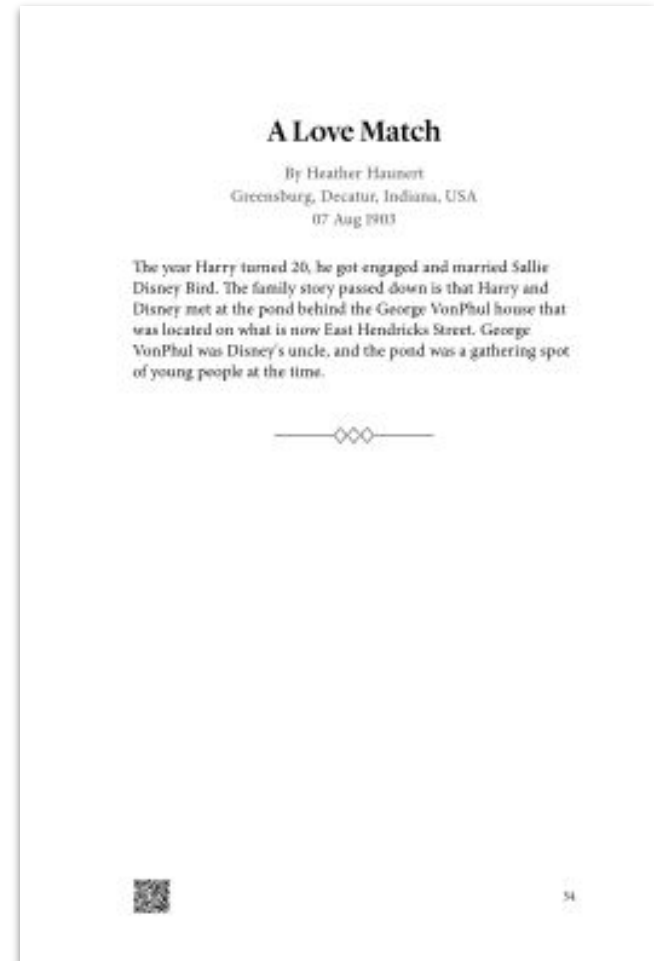 A Love Match
By Heather Haunert
Greensburg, Decatur, Indiana, USA
07 Aug 1903
The year Harry turned 20, he got engaged and married Sallie
Disney Bird. The family story passed down is that Harry and
Disney met at the pond behind the George VonPhul house that
was located on what is now East Hendricks Street. George
VonPhul was Disney's uncle, and the pond was a gathering spot
of young people at the time.
54